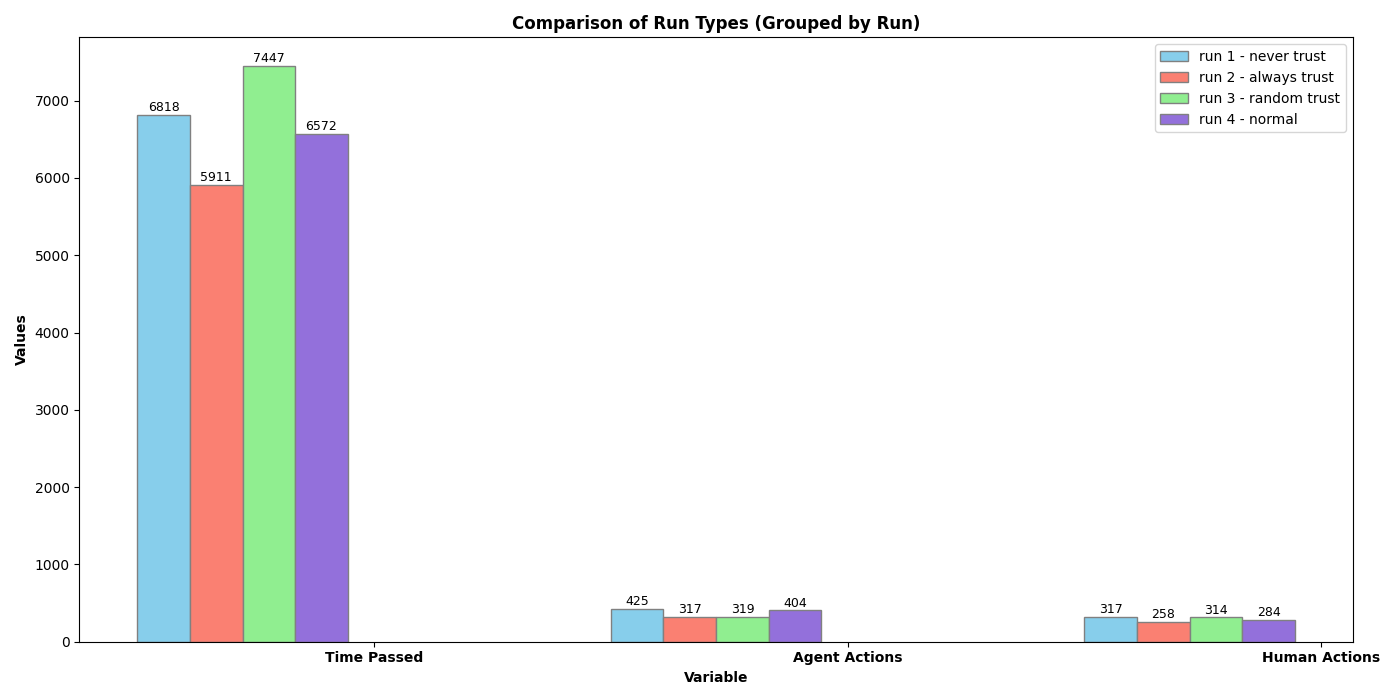 Comparison of Run Types (Grouped by Run)
run 1 - never trust
run 2 - always trust
run 3 - random trust
run 4 - normal
Values
7000
6000
5000
4000
3000
2000
1000
0
6818
5911
7447
6572
425
317
319
404
317
258
314
284
Time Passed
Agent Actions
Human Actions
Variable